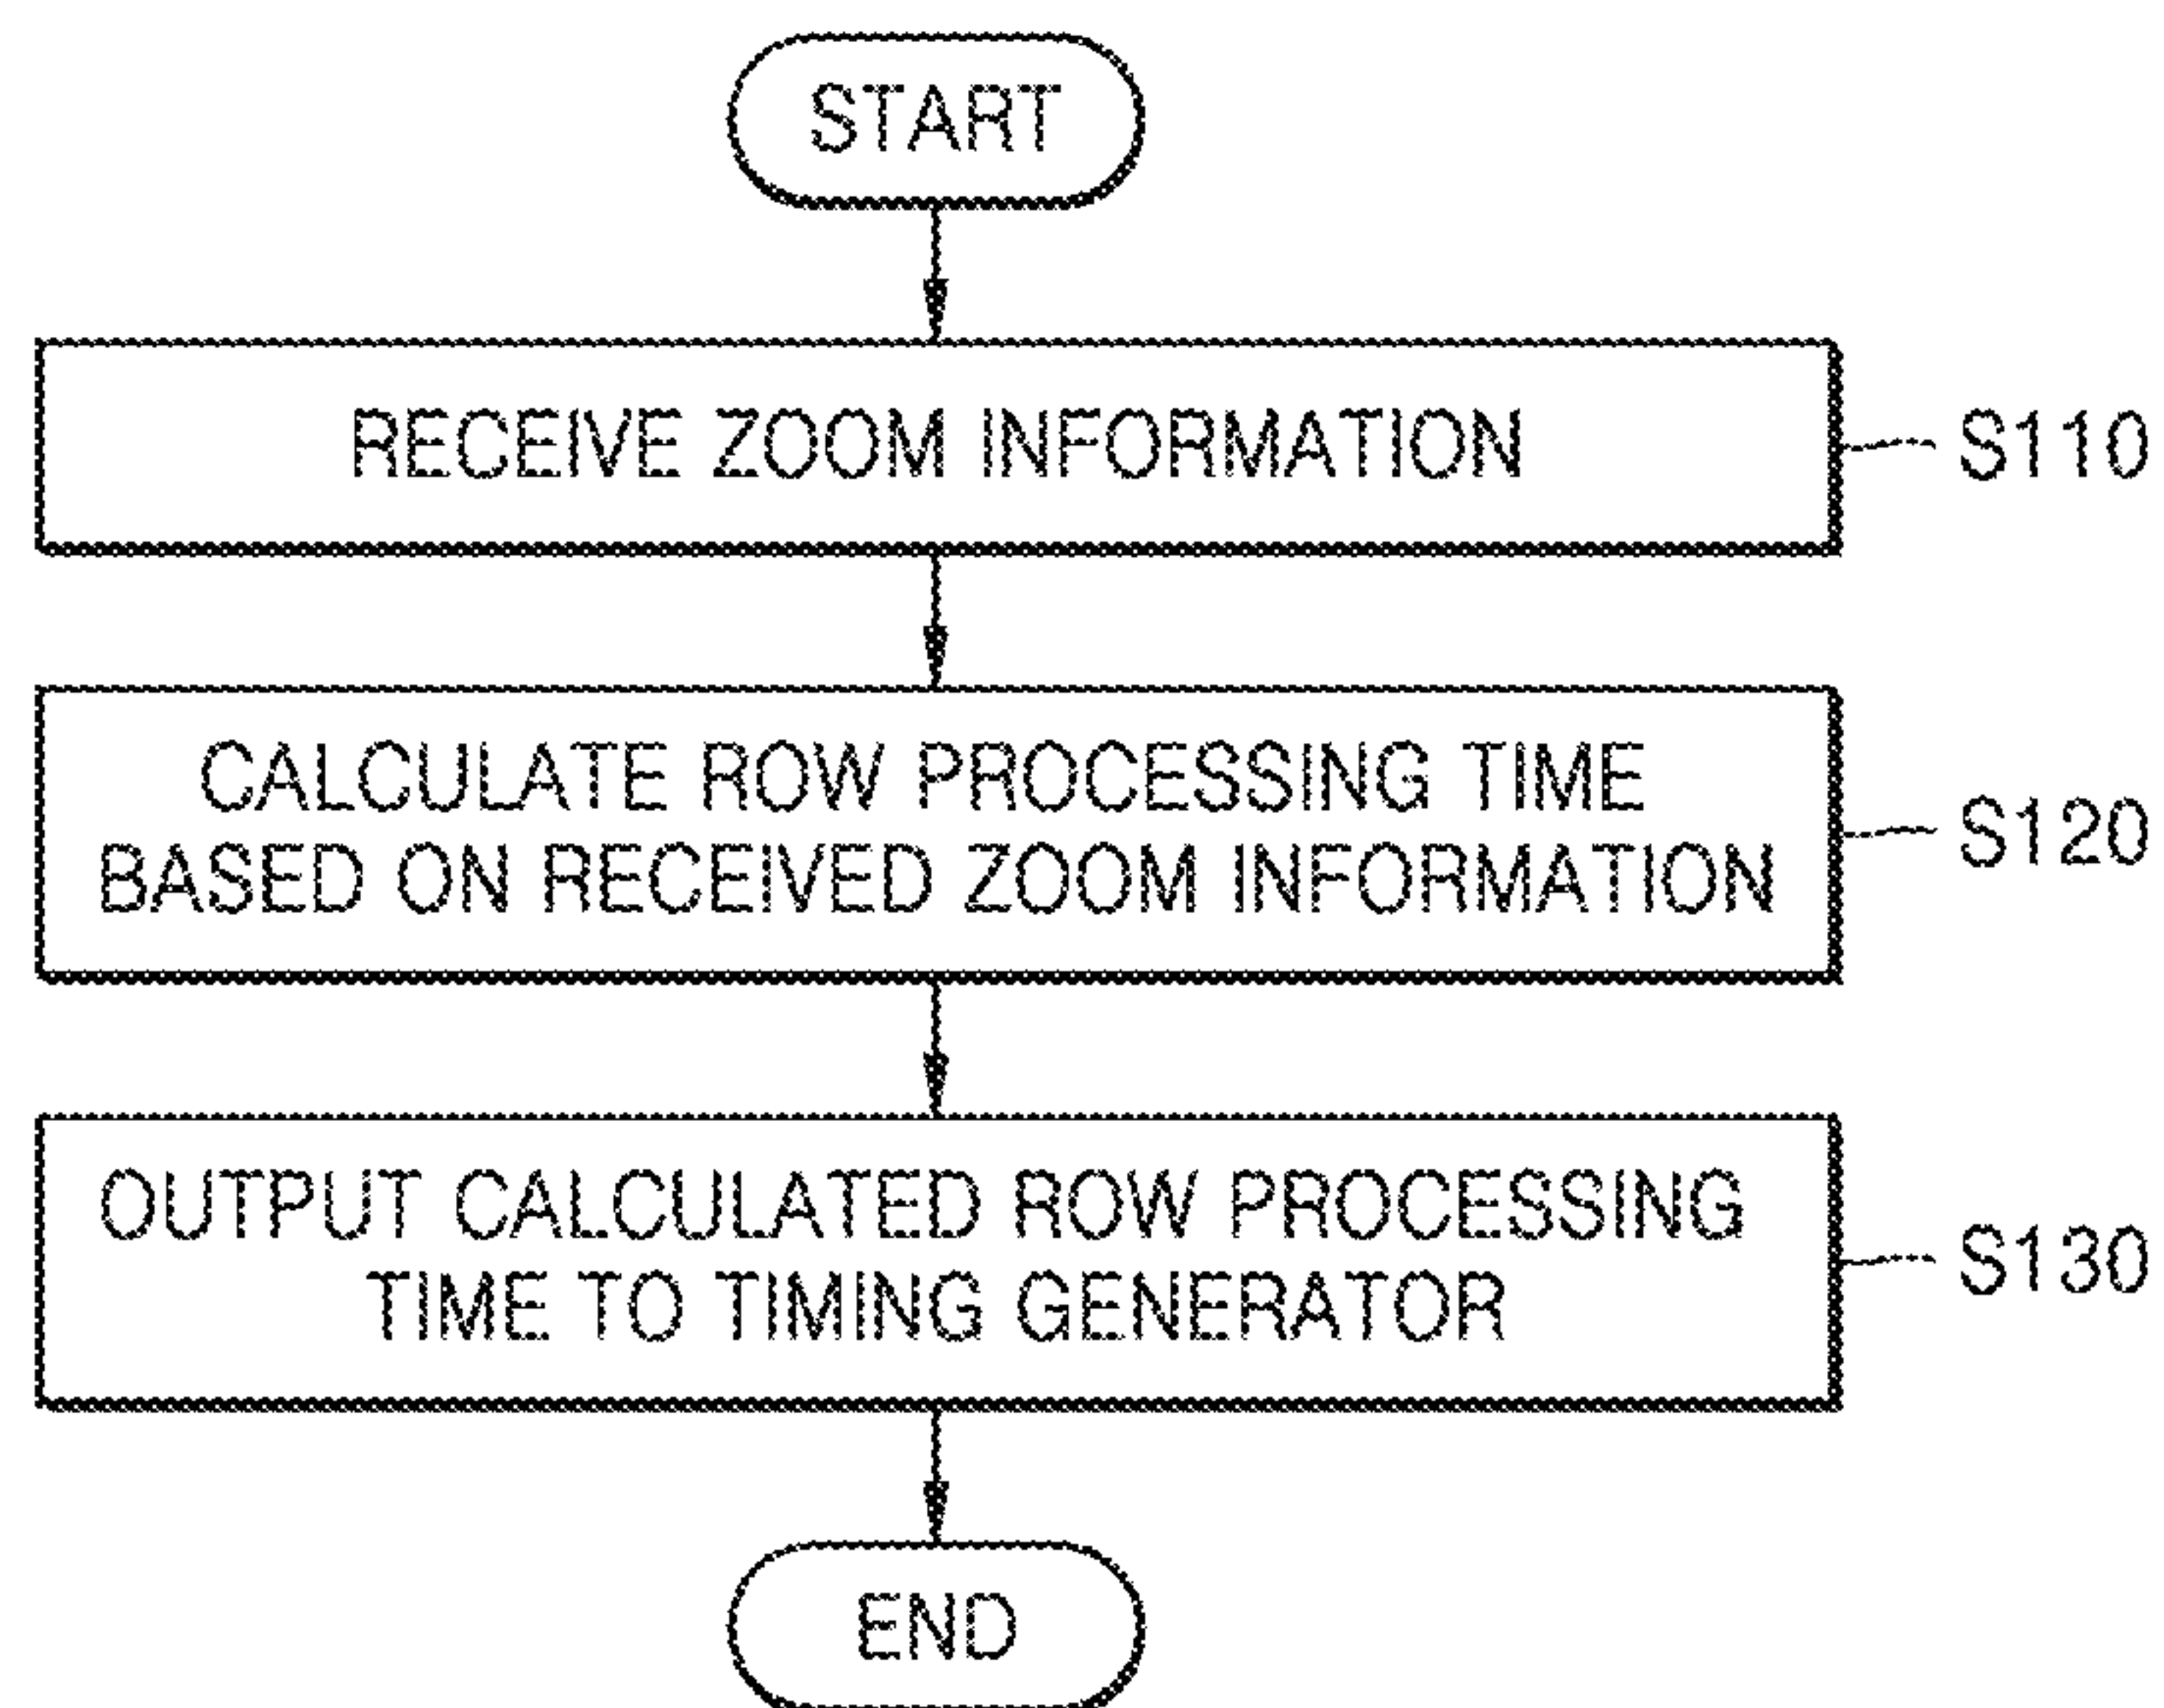 START
RECEIVE ZOOM INFORMATION
S110
CALCULATE ROW PROCESSING TIME
BASED ON RECEIVED ZOOM INFORMATION
S120
OUTPUT CALCULATED ROW PROCESSING
TIME TO TIMING GENERATOR
S130
END